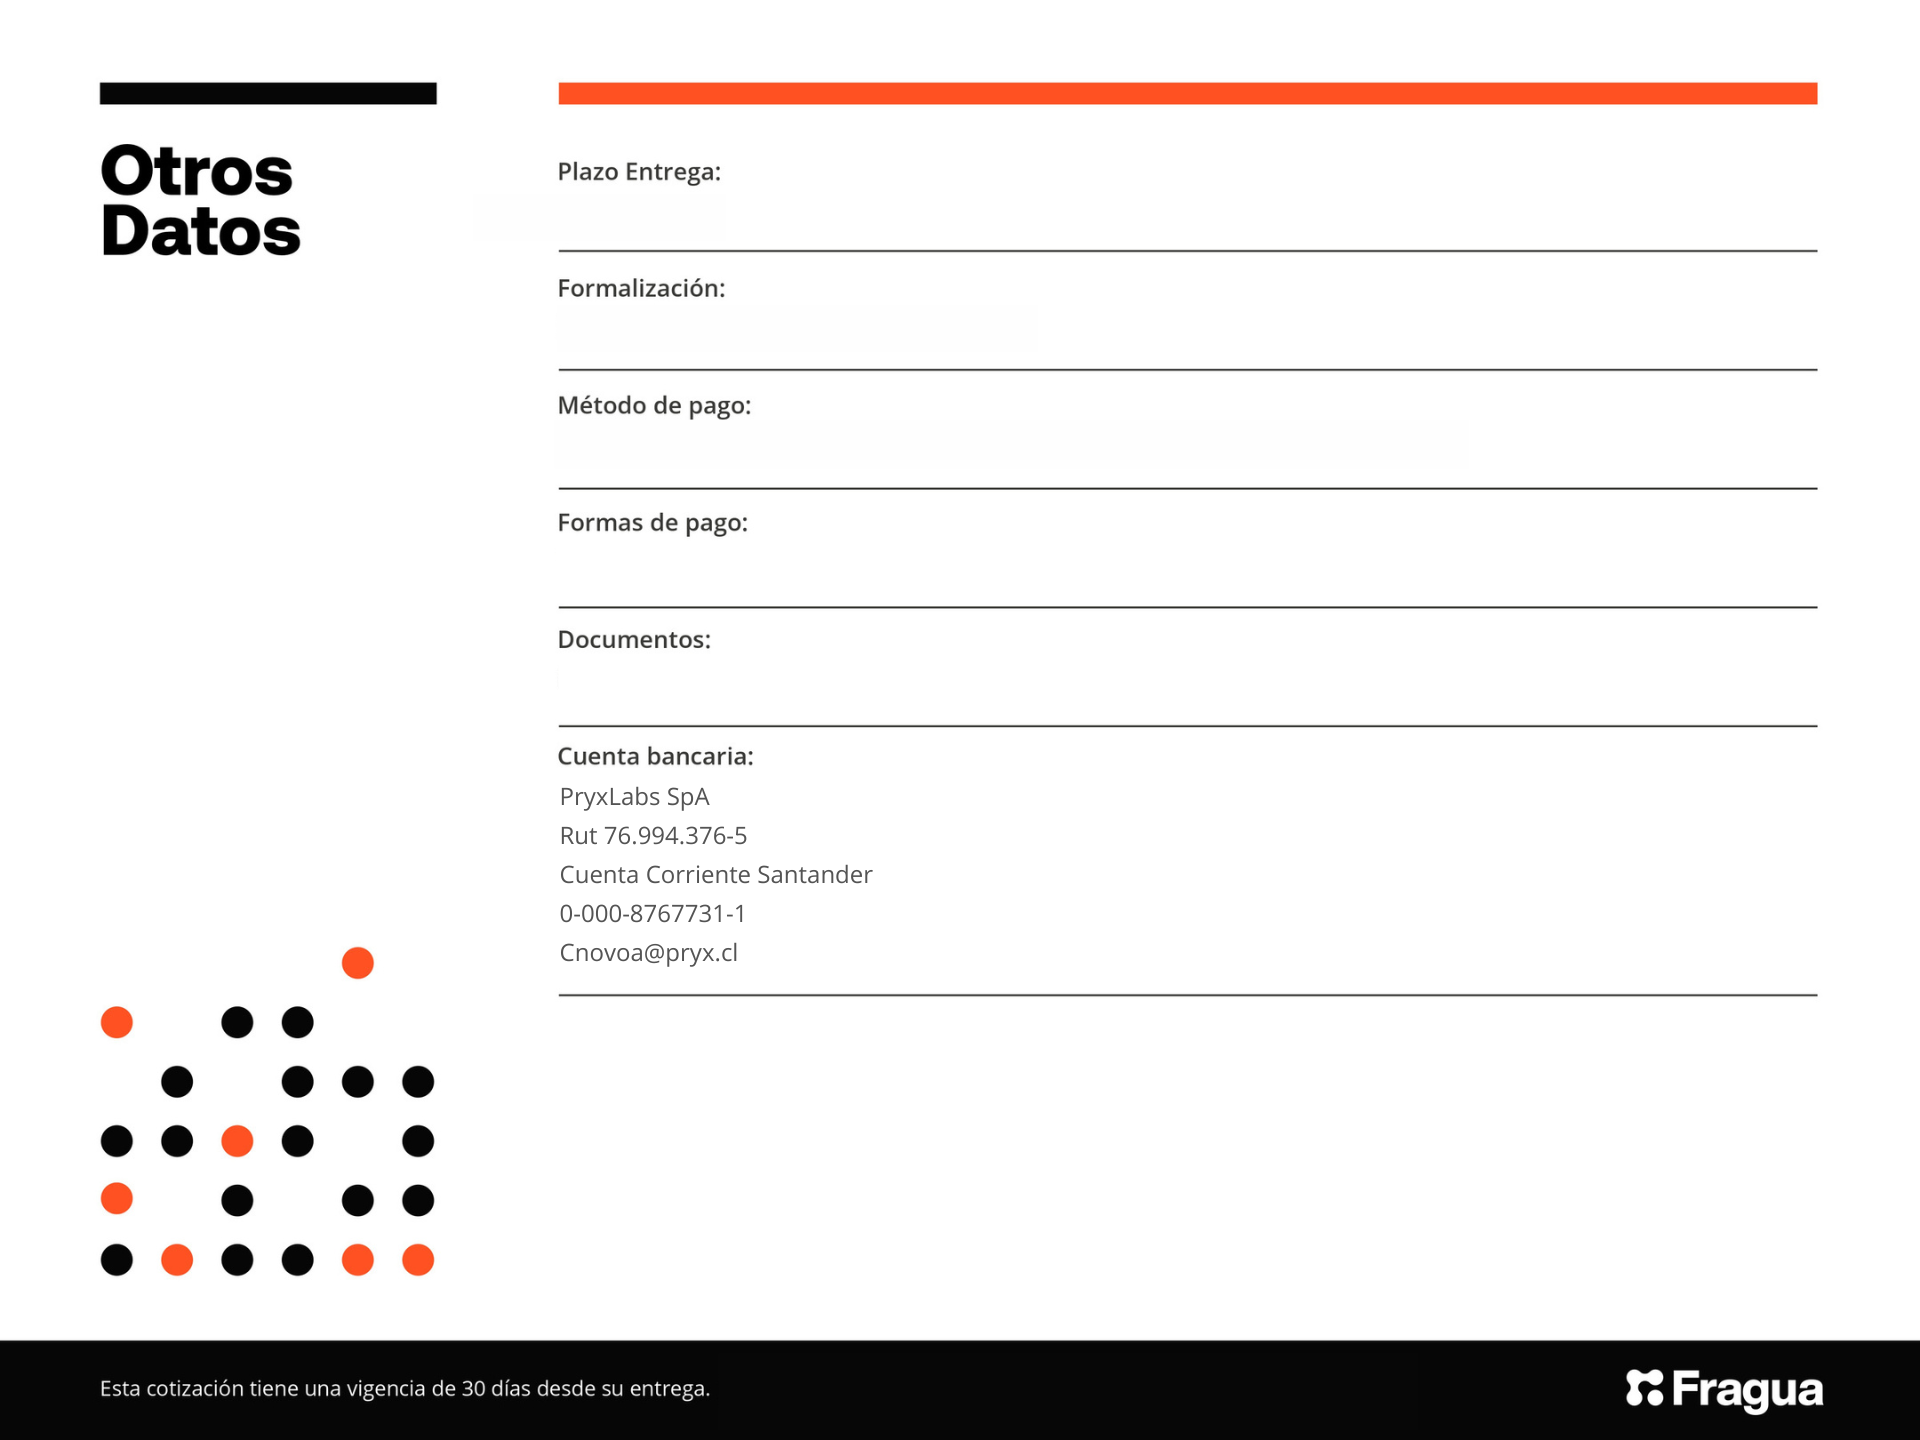 Otros
Datos
Plazo Entrega:
Formalización:
Método de pago:
Formas de pago:
Documentos:
Cuenta bancaria:
PryxLabs SpA
Rut 76.994.376-5
Cuenta Corriente Santander
0-000-8767731-1
Cnovoa@pryx.cl
Esta cotización tiene una vigencia de 30 días desde su entrega.
Fragua